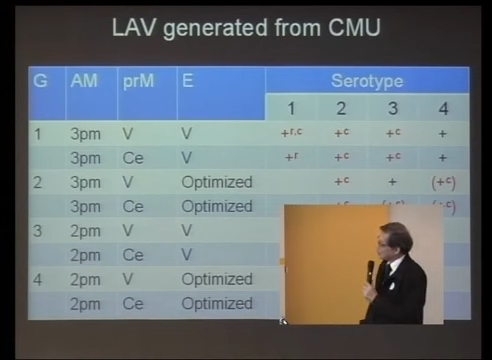 LAV generated from CMU
G AM prM E Serotype
1 2 3 4
1 3pm V V +r,c +c +c +
3pm Ce V +r +c +c +
2 3pm V Optimized +c + (+c)
3pm Ce Optimized +c
3 2pm V V
2pm Ce V
4 2pm V Optimized
2pm Ce Optimized